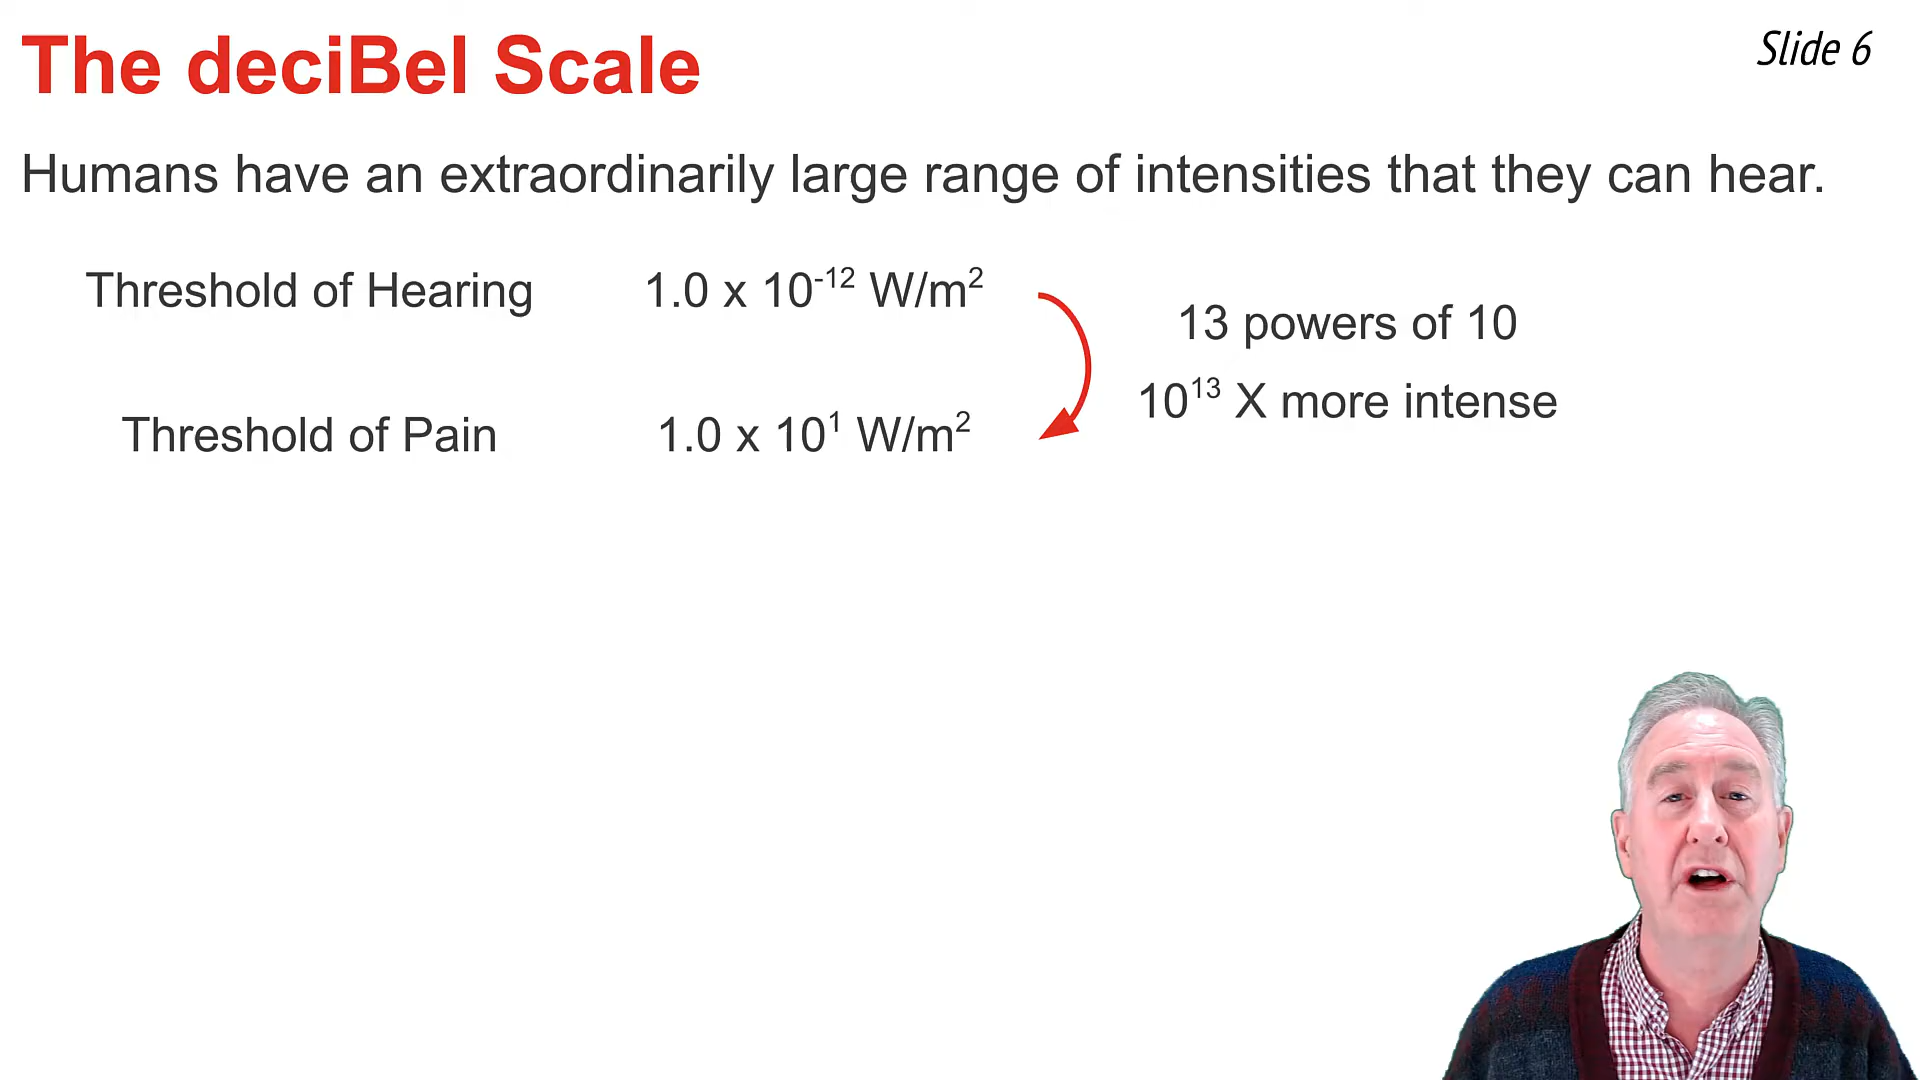 The deciBel Scale
Slide 6
Humans have an extraordinarily large range of intensities that they can hear.
Threshold of Hearing 1.0 x 10⁻¹² W/m²
13 powers of 10
10¹³ X more intense
Threshold of Pain 1.0 x 10¹ W/m²